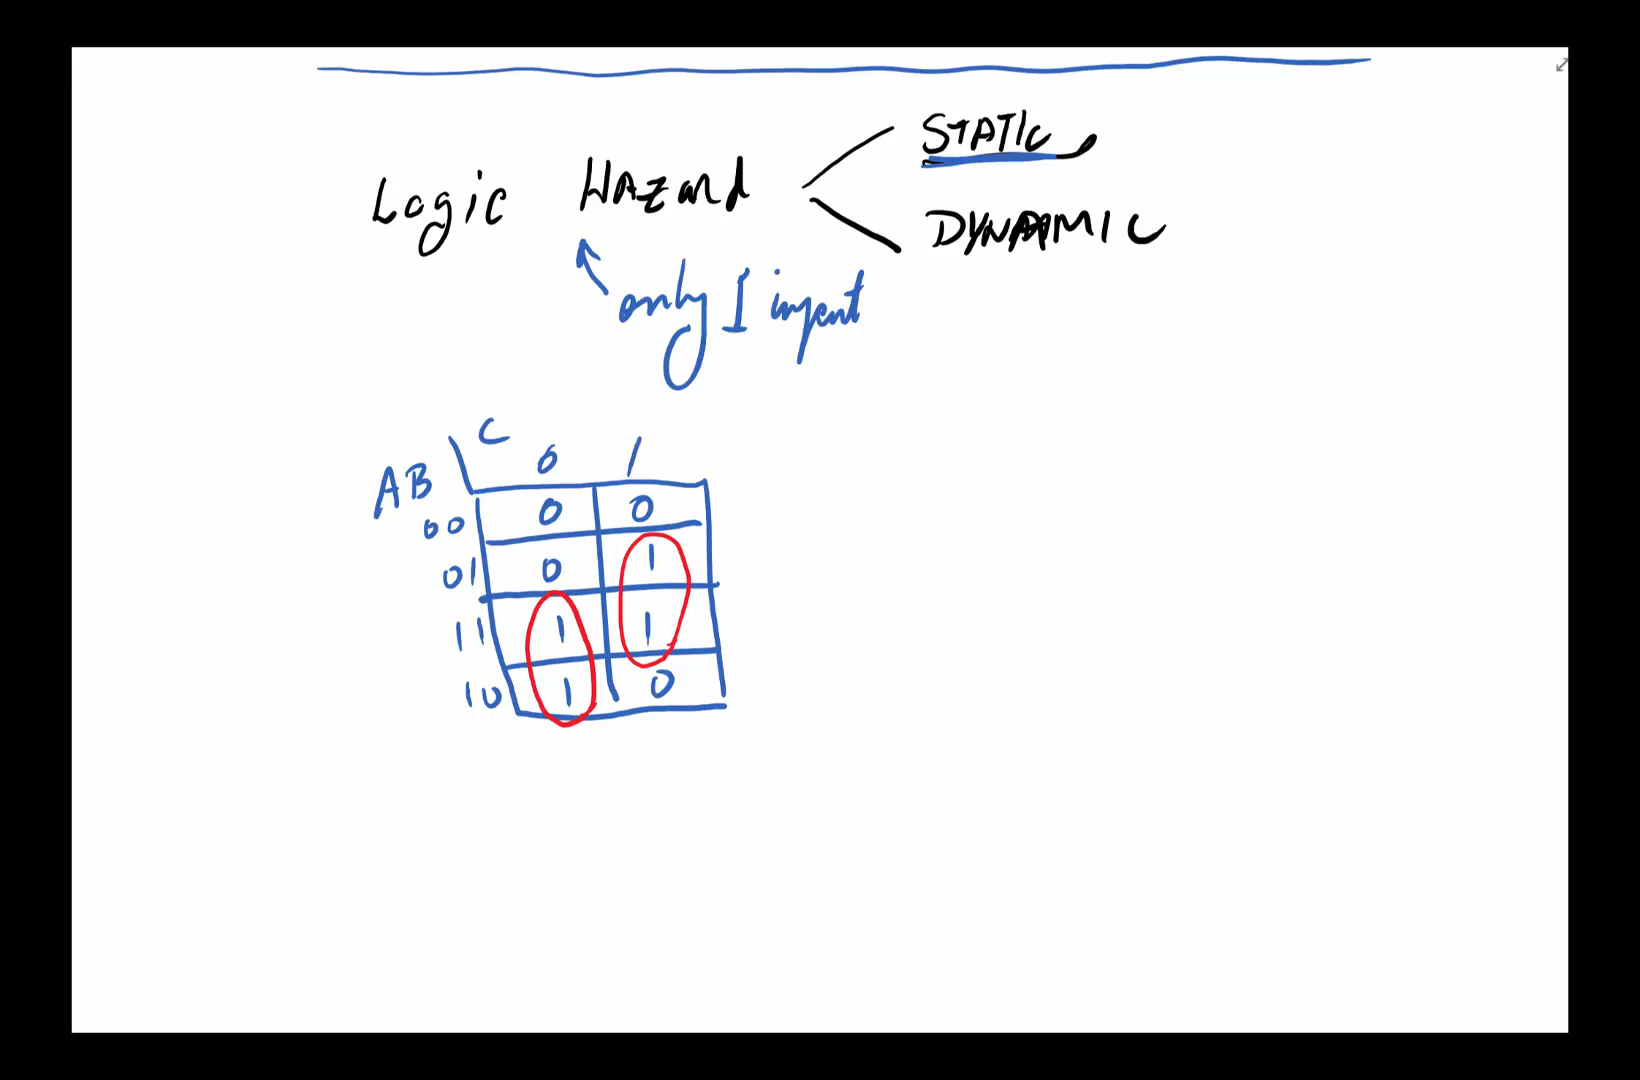 STATIC
Logic Hazard
DYNAMIC
only 1 input
C
AB 0 1
00 0 0
01 0 1
11 1 1
10 1 0